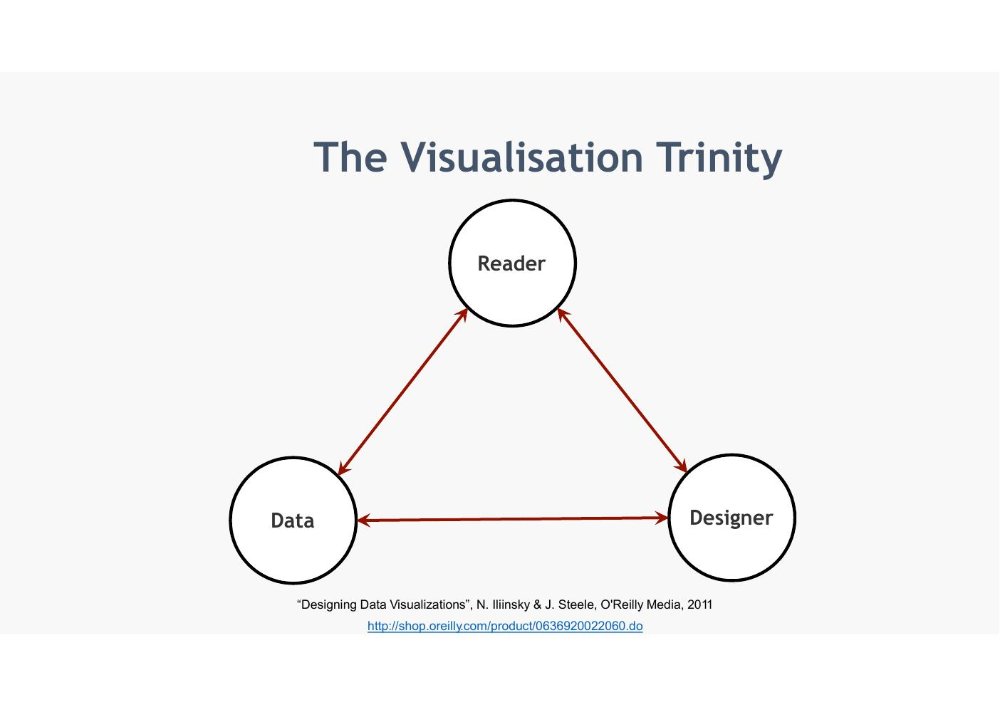 The Visualisation Trinity
Reader
Data
Designer
“Designing Data Visualizations”, N. Iliinsky & J. Steele, O'Reilly Media, 2011
http://shop.oreilly.com/product/0636920022060.do